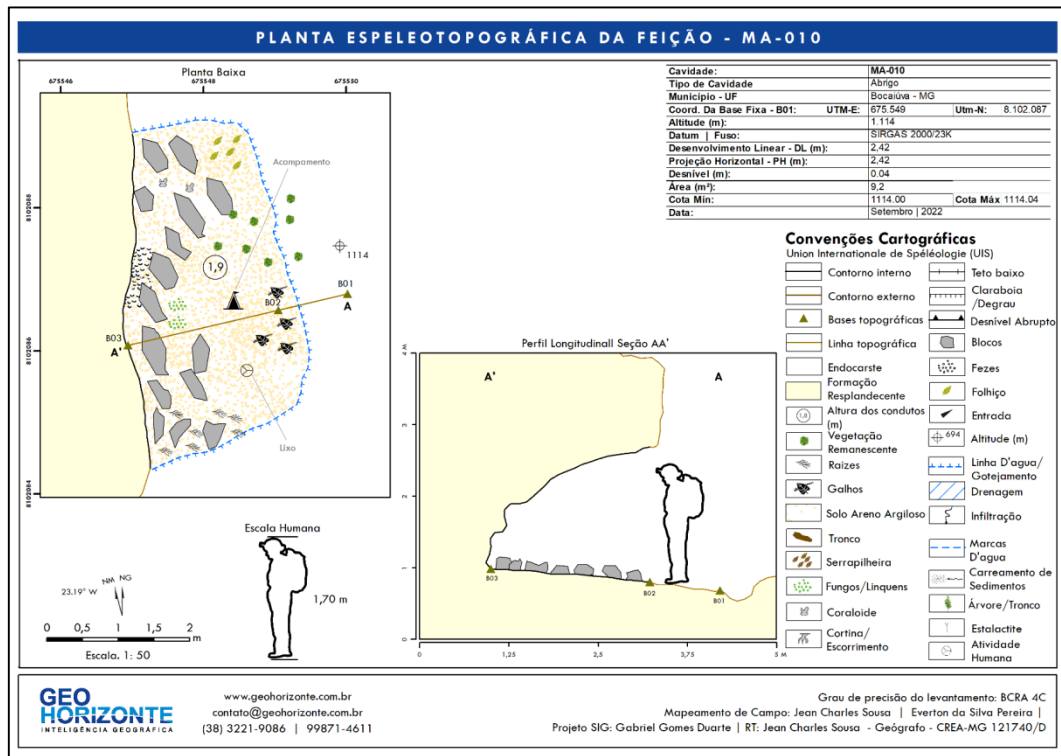 PLANTA ESPELEOTOPOGRÁFICA DA FEIÇÃO - MA-010
Planta Baixa
675546 675548 675550
8102088
8102086
8102084
Acampamento
1114
1,9
B01
A
B02
B03
A'
Lixo
Cavidade: MA-010
Tipo de Cavidade Abrigo
Município - UF Bocaiúva - MG
Coord. Da Base Fixa - B01: UTM-E: 675.549 Utm-N: 8.102.087
Altitude (m): 1.114
Datum | Fuso: SIRGAS 2000/23K
Desenvolvimento Linear - DL (m): 2,42
Projeção Horizontal - PH (m): 2,42
Desnível (m): 0.04
Área (m²): 9,2
Cota Mín: 1114.00 Cota Máx 1114.04
Data: Setembro | 2022
Convenções Cartográficas
Union Internationale de Spéléologie (UIS)
Contorno interno
Contorno externo
Bases topográficas
Linha topográfica
Endocarste
Formação
Resplandecente
1,8
Altura dos condutos
(m)
Vegetação
Remanescente
Raizes
Galhos
Solo Areno Argiloso
Tronco
Serrapilheira
Fungos/Linquens
Coraloide
Cortina/
Escorrimento
Teto baixo
Claraboia
/Degrau
Desnível Abrupto
Blocos
Fezes
Folhiço
Entrada
694
Altitude (m)
Linha D'agua/
Gotejamento
Drenagem
Infiltração
Marcas
D'agua
Carreamento de
Sedimentos
Árvore/Tronco
Estalactite
Atividade
Humana
Perfil Longitudinall Seção AA'
4 M
3
2
1
0
A' A
B03
B02
B01
0 1,25 2,5 3,75 5 M
Escala Humana
1,70 m
NM NG
23.19° W
0 0,5 1 1,5 2
m
Escala. 1: 50
GEO
HORIZONTE
INTELIGÊNCIA GEOGRÁFICA
www.geohorizonte.com.br
contato@geohorizonte.com.br
(38) 3221-9086 | 99871-4611
Grau de precisão do levantamento: BCRA 4C
Mapeamento de Campo: Jean Charles Sousa | Everton da Silva Pereira |
Projeto SIG: Gabriel Gomes Duarte | RT: Jean Charles Sousa - Geógrafo - CREA-MG 121740/D